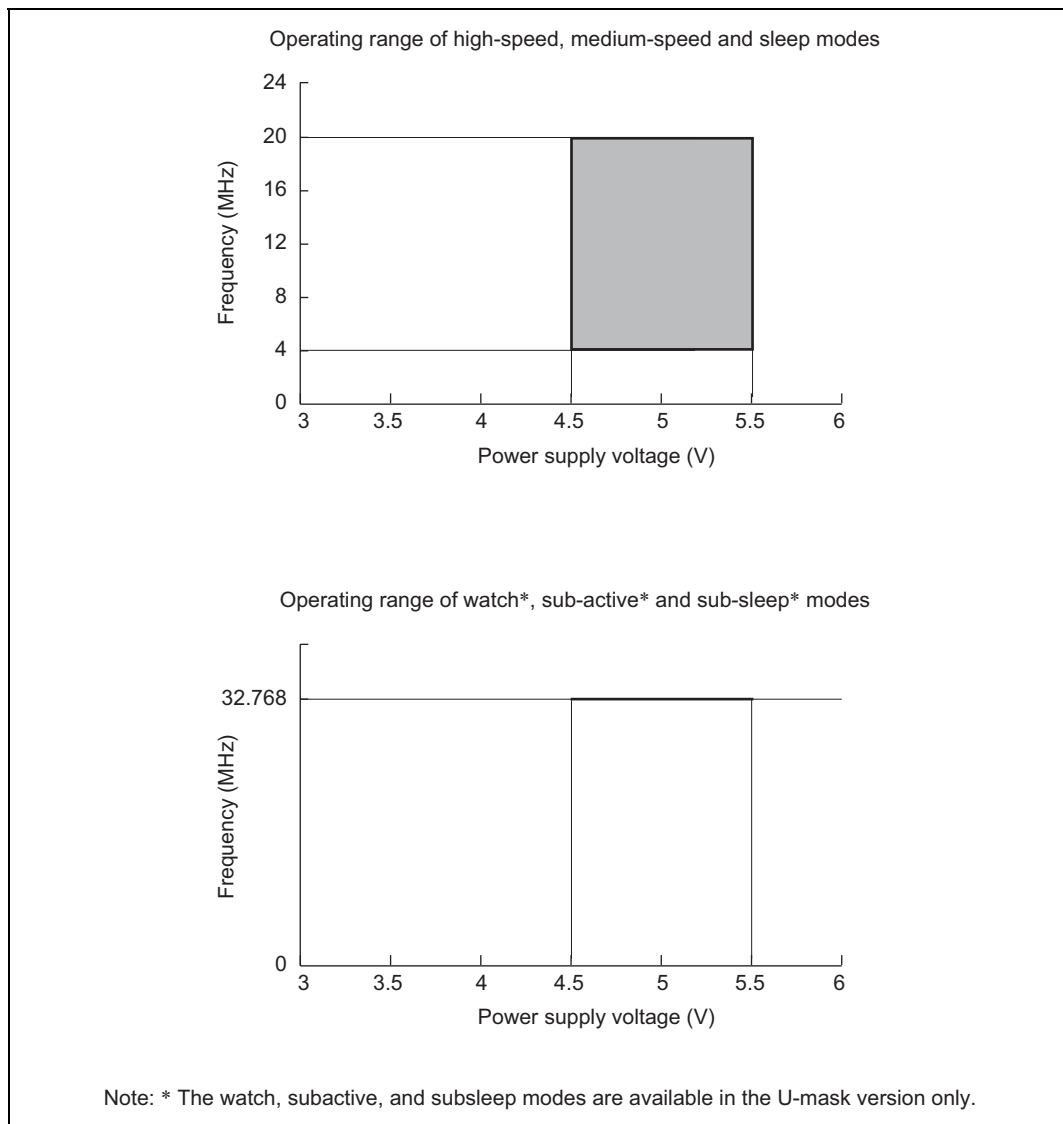 Operating range of high-speed, medium-speed and sleep modes
24
20
16
12
8
4
0
Frequency (MHz)
3 3.5 4 4.5 5 5.5 6
Power supply voltage (V)
Operating range of watch*, sub-active* and sub-sleep* modes
32.768
0
Frequency (MHz)
3 3.5 4 4.5 5 5.5 6
Power supply voltage (V)
Note: * The watch, subactive, and subsleep modes are available in the U-mask version only.